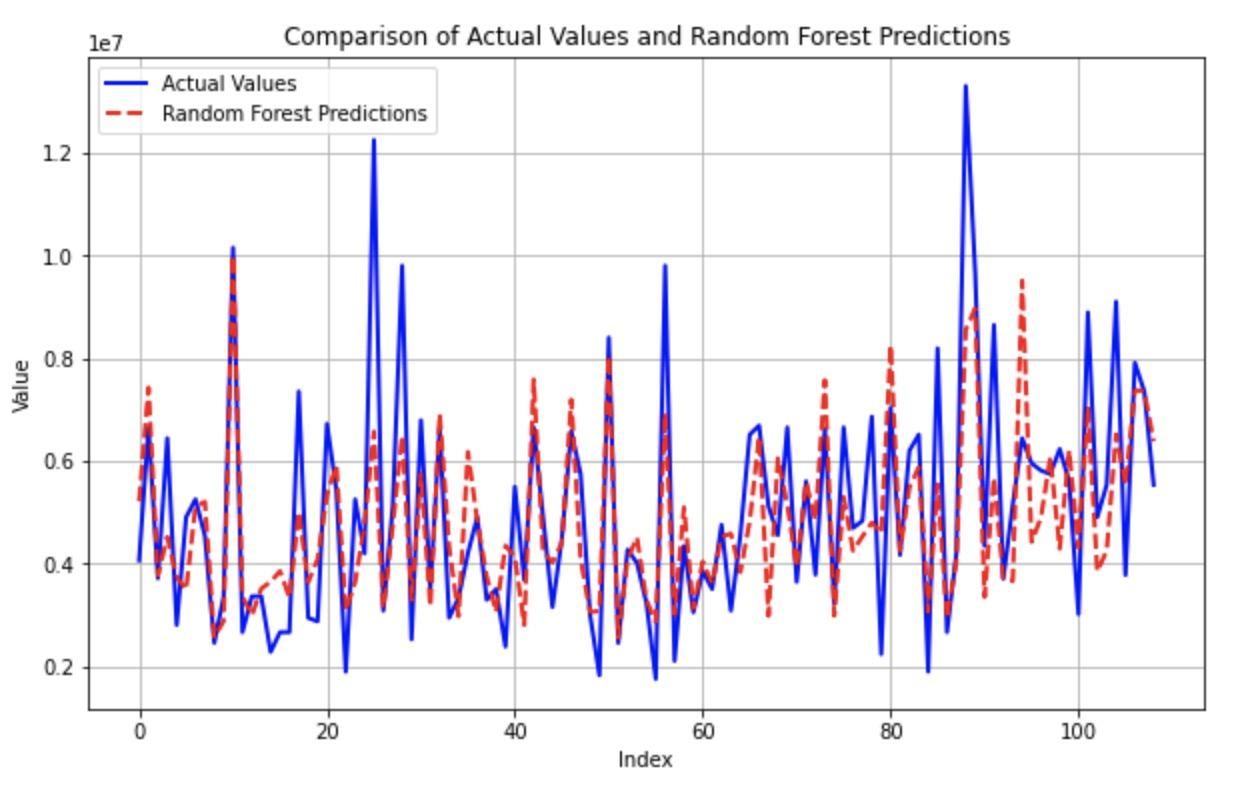 Comparison of Actual Values and Random Forest Predictions
1e7
Actual Values
Random Forest Predictions
1.2
1.0
0.8
0.6
0.4
0.2
Value
0 20 40 60 80 100
Index